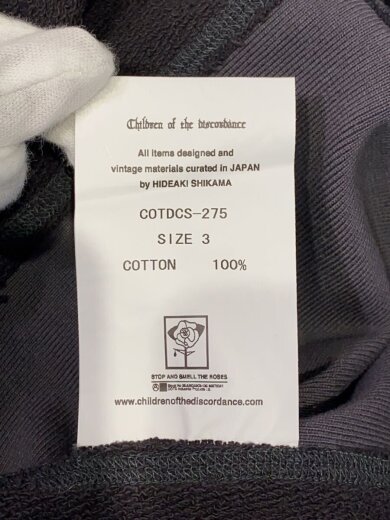 Children of the discordance
All items designed and
vintage materials curated in JAPAN
by HIDEAKI SHIKAMA
COTDCS-275
SIZE 3
COTTON 100%
STOP AND SMELL THE ROSES
www.childrenofthediscordance.com